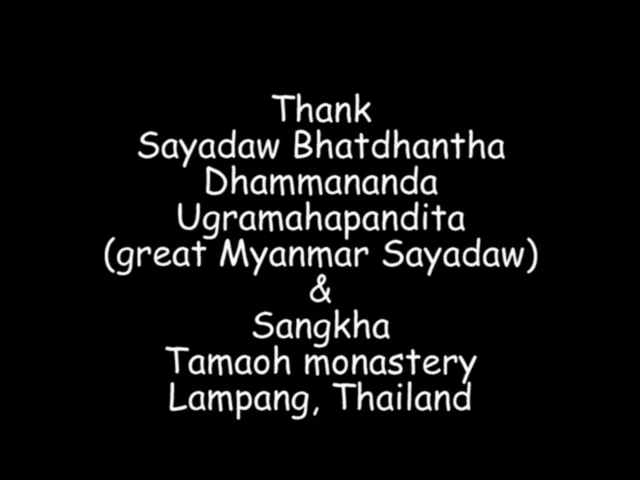 Thank
Sayadaw Bhatdhantha
Dhammananda
Ugramahapandita
(great Myanmar Sayadaw)
&
Sangkha
Tamaoh monastery
Lampang, Thailand